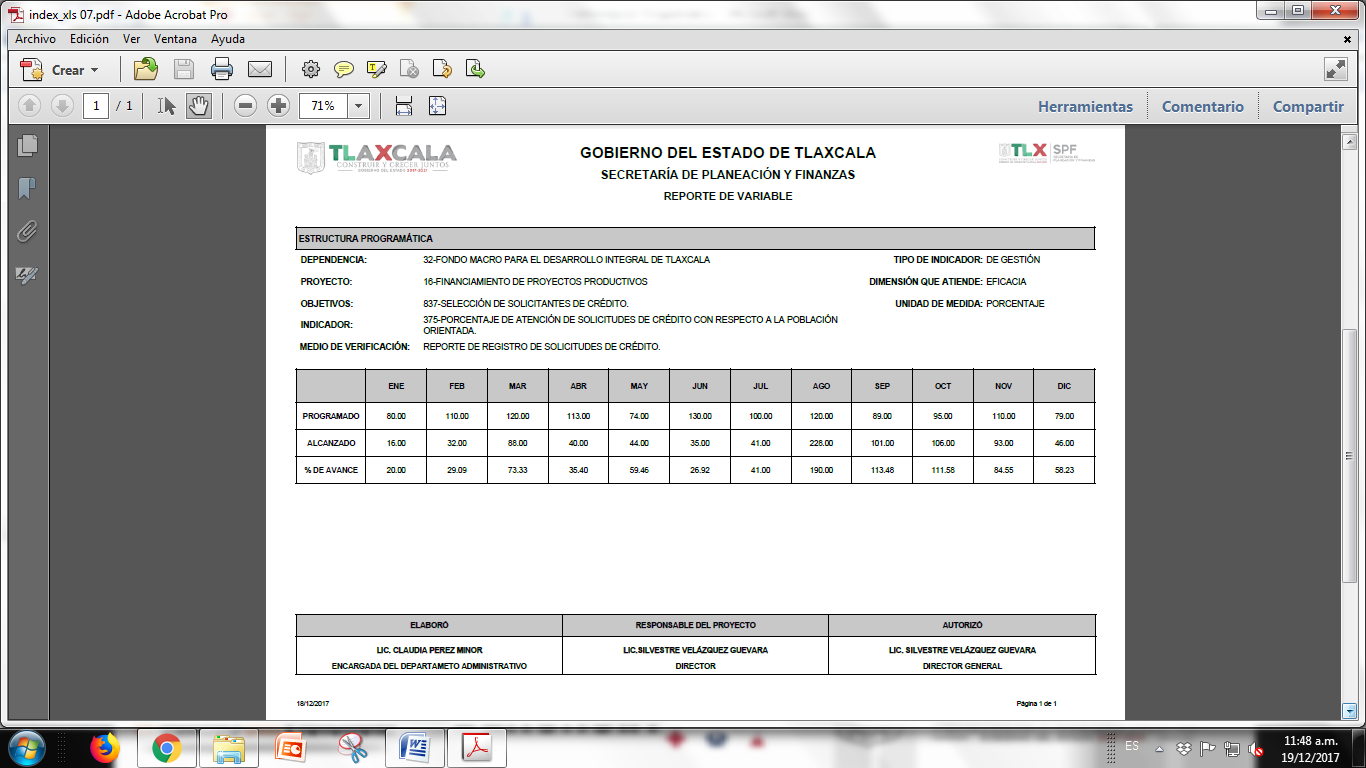 index_xls 07.pdf - Adobe Acrobat Pro
Archivo Edición Ver Ventana Ayuda
Crear
1 / 1 71% Herramientas Comentario Compartir
TLAXCALA
CONSTRUIR Y CRECER JUNTOS
GOBIERNO DEL ESTADO 2017-2021
GOBIERNO DEL ESTADO DE TLAXCALA
SECRETARÍA DE PLANEACIÓN Y FINANZAS
REPORTE DE VARIABLE
TLX SPF
ESTRUCTURA PROGRAMÁTICA
DEPENDENCIA: 32-FONDO MACRO PARA EL DESARROLLO INTEGRAL DE TLAXCALA TIPO DE INDICADOR: DE GESTIÓN
PROYECTO: 16-FINANCIAMIENTO DE PROYECTOS PRODUCTIVOS DIMENSIÓN QUE ATIENDE: EFICACIA
OBJETIVOS: 837-SELECCIÓN DE SOLICITANTES DE CRÉDITO. UNIDAD DE MEDIDA: PORCENTAJE
INDICADOR: 375-PORCENTAJE DE ATENCIÓN DE SOLICITUDES DE CRÉDITO CON RESPECTO A LA POBLACIÓN
ORIENTADA.
MEDIO DE VERIFICACIÓN: REPORTE DE REGISTRO DE SOLICITUDES DE CRÉDITO.
ENE FEB MAR ABR MAY JUN JUL AGO SEP OCT NOV DIC
PROGRAMADO 80.00 110.00 120.00 113.00 74.00 130.00 100.00 120.00 89.00 95.00 110.00 79.00
ALCANZADO 16.00 32.00 88.00 40.00 44.00 35.00 41.00 228.00 101.00 106.00 93.00 46.00
% DE AVANCE 20.00 29.09 73.33 35.40 59.46 26.92 41.00 190.00 113.48 111.58 84.55 58.23
ELABORÓ RESPONSABLE DEL PROYECTO AUTORIZÓ
LIC. CLAUDIA PEREZ MINOR LIC.SILVESTRE VELÁZQUEZ GUEVARA LIC. SILVESTRE VELÁZQUEZ GUEVARA
ENCARGADA DEL DEPARTAMETO ADMINISTRATIVO DIRECTOR DIRECTOR GENERAL
18/12/2017 Página 1 de 1
ES 11:48 a.m.
19/12/2017